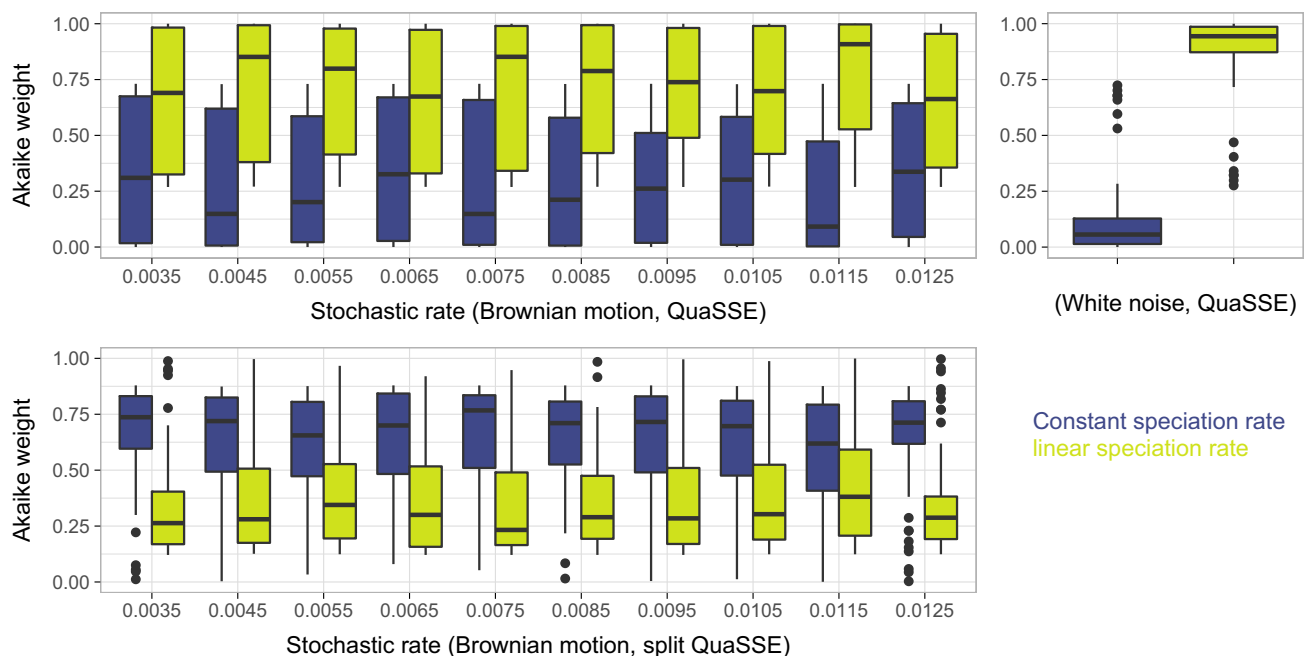 Akaike weight
1.00
0.75
0.50
0.25
0.00
0.0035 0.0045 0.0055 0.0065 0.0075 0.0085 0.0095 0.0105 0.0115 0.0125
Stochastic rate (Brownian motion, QuaSSE)
1.00
0.75
0.50
0.25
0.00
(White noise, QuaSSE)
Akaike weight
1.00
0.75
0.50
0.25
0.00
0.0035 0.0045 0.0055 0.0065 0.0075 0.0085 0.0095 0.0105 0.0115 0.0125
Stochastic rate (Brownian motion, split QuaSSE)
Constant speciation rate
linear speciation rate